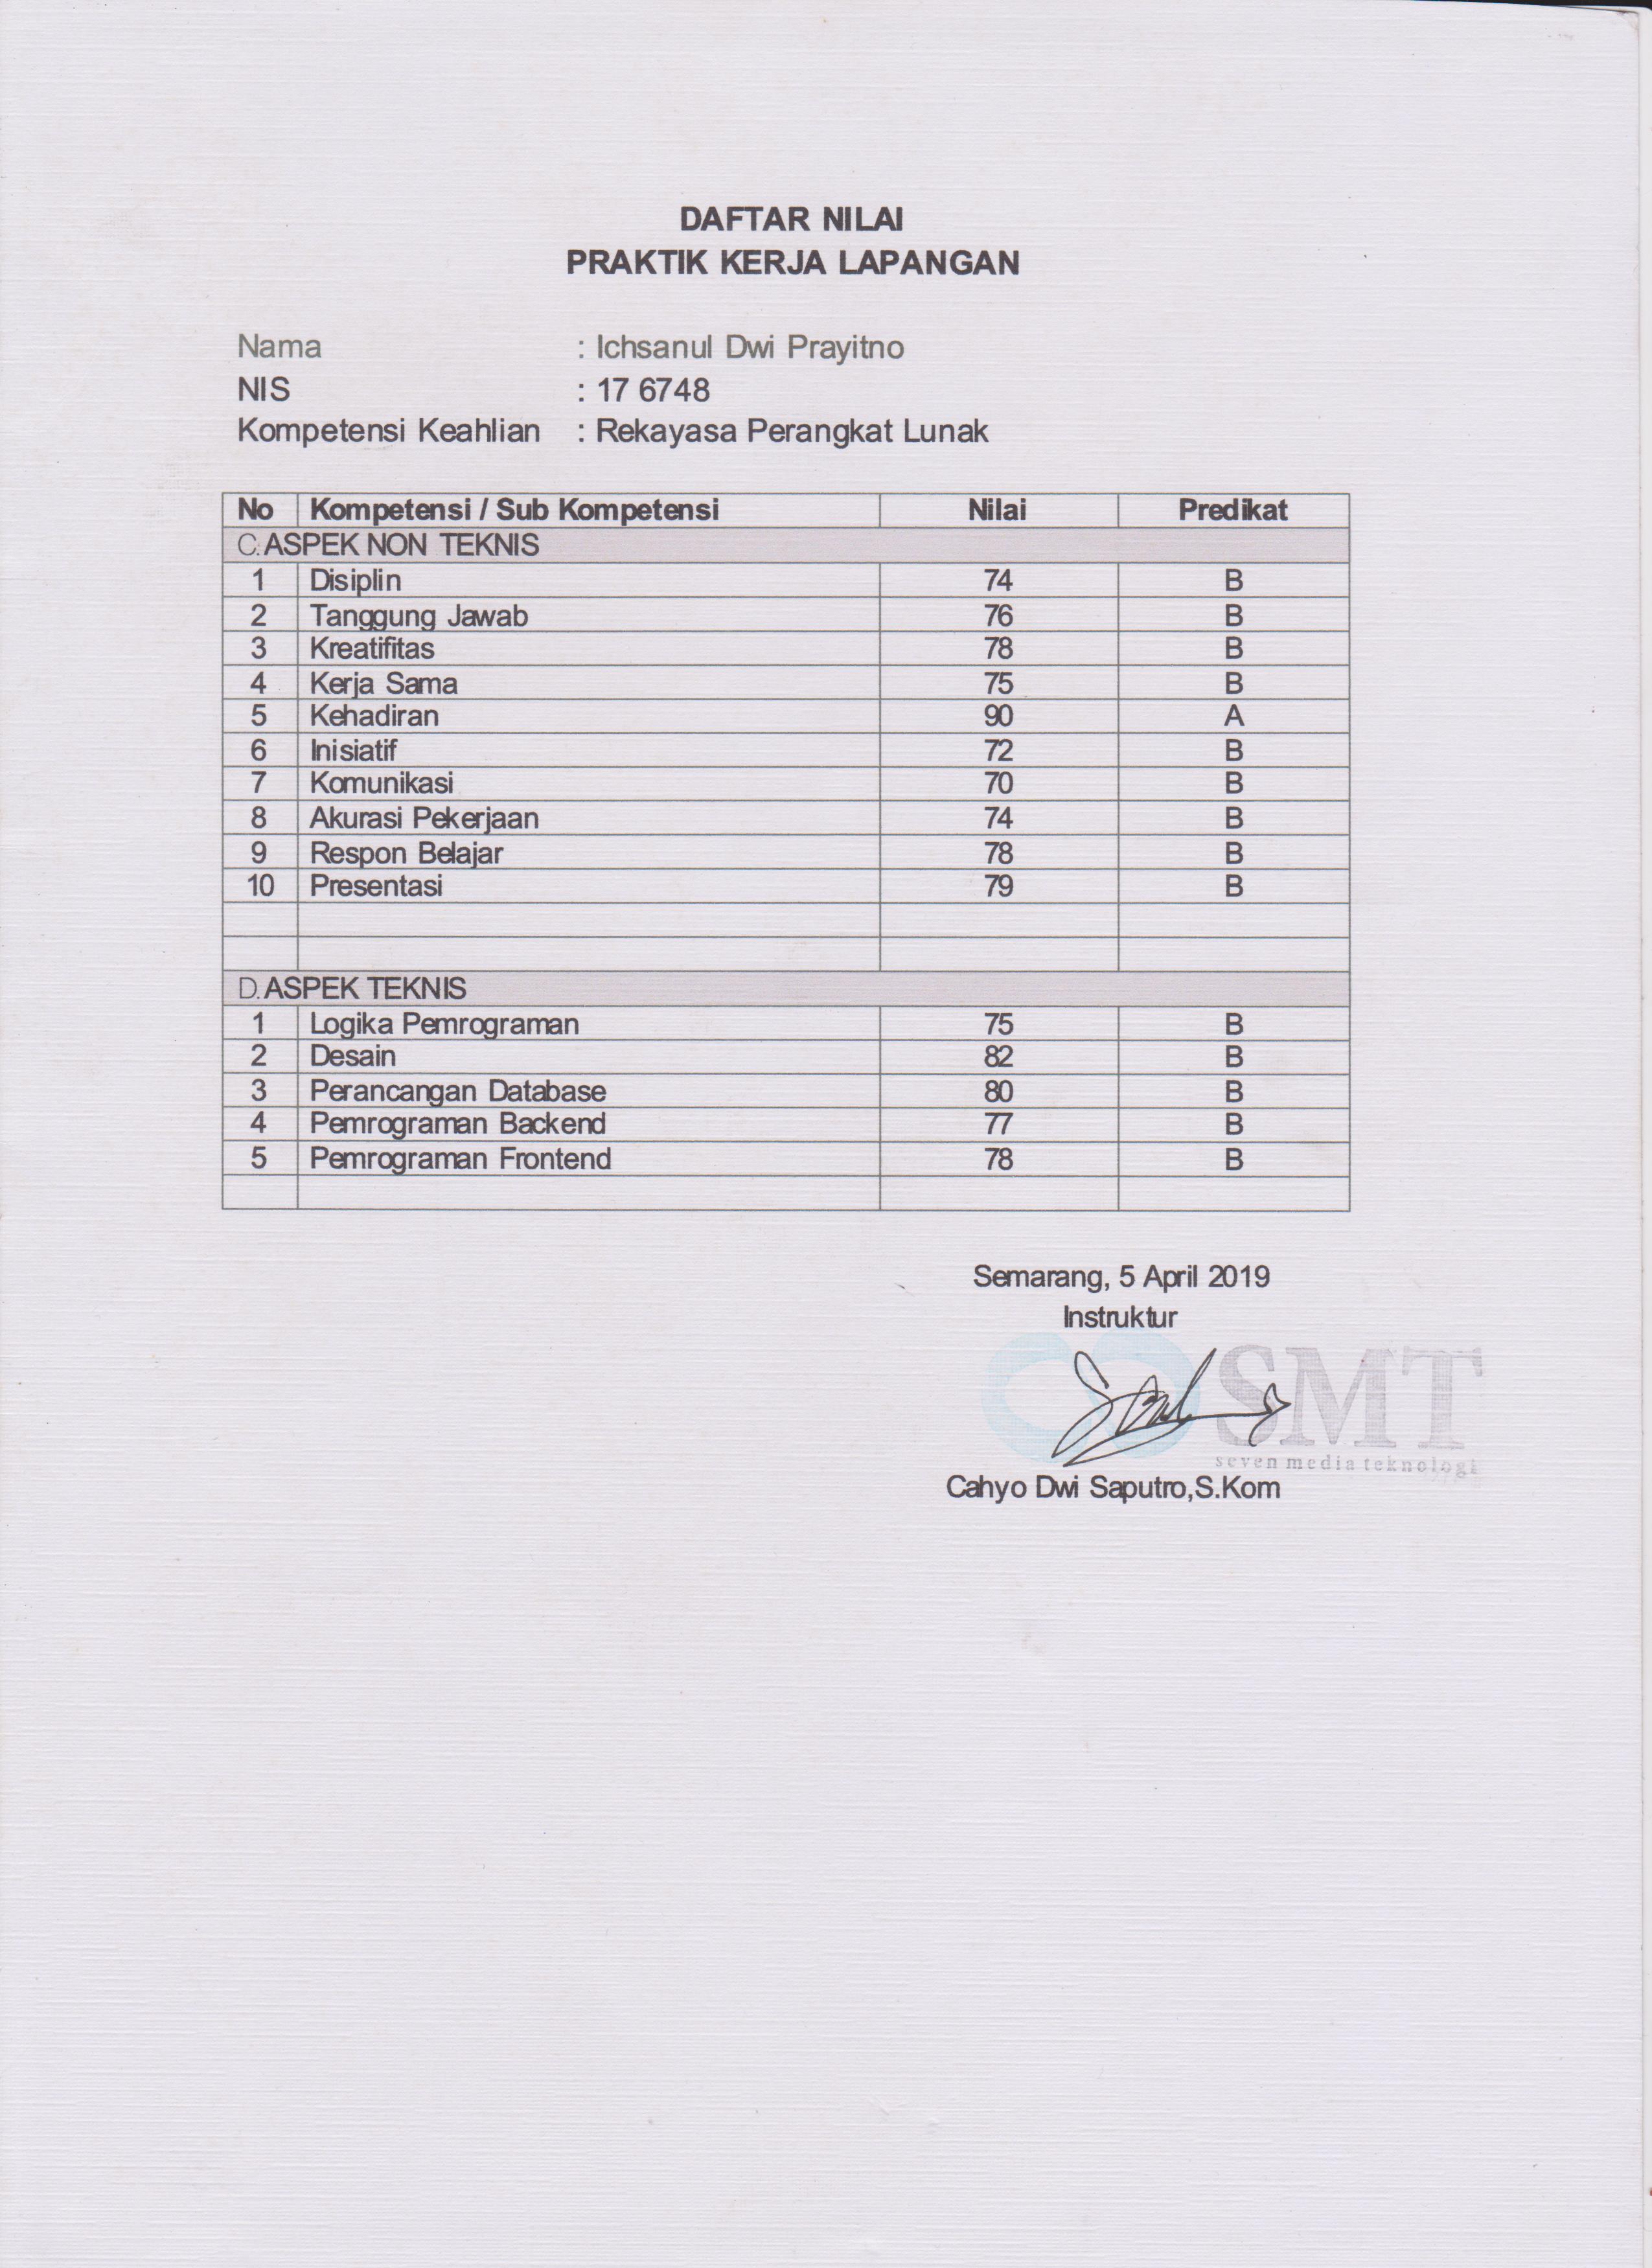 DAFTAR NILAI
PRAKTIK KERJA LAPANGAN
Nama : Ichsanul Dwi Prayitno
NIS : 17 6748
Kompetensi Keahlian : Rekayasa Perangkat Lunak
No Kompetensi / Sub Kompetensi Nilai Predikat
C. ASPEK NON TEKNIS
1 Disiplin 74 B
2 Tanggung Jawab 76 B
3 Kreatifitas 78 B
4 Kerja Sama 75 B
5 Kehadiran 90 A
6 Inisiatif 72 B
7 Komunikasi 70 B
8 Akurasi Pekerjaan 74 B
9 Respon Belajar 78 B
10 Presentasi 79 B
D. ASPEK TEKNIS
1 Logika Pemrograman 75 B
2 Desain 82 B
3 Perancangan Database 80 B
4 Pemrograman Backend 77 B
5 Pemrograman Frontend 78 B
Semarang, 5 April 2019
Instruktur
SMT
seven media teknologi
Cahyo Dwi Saputro,S.Kom